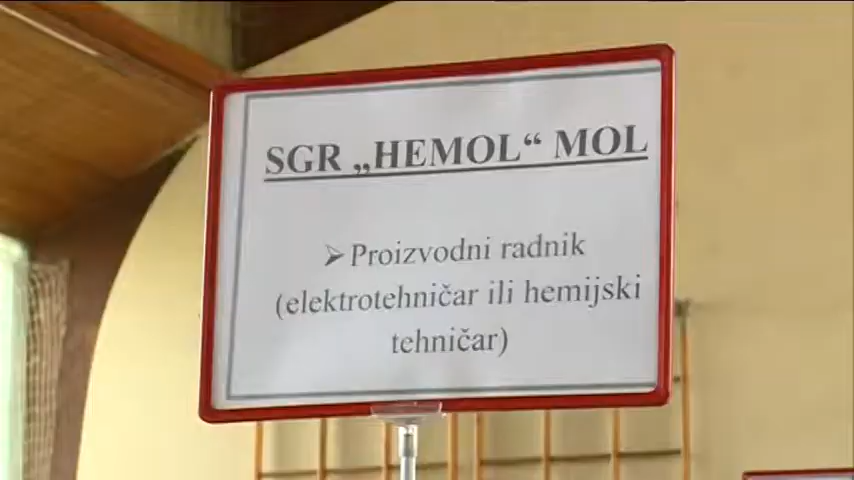 SGR „HEMOL“ MOL
➢ Proizvodni radnik
(elektrotehničar ili hemijski
tehničar)